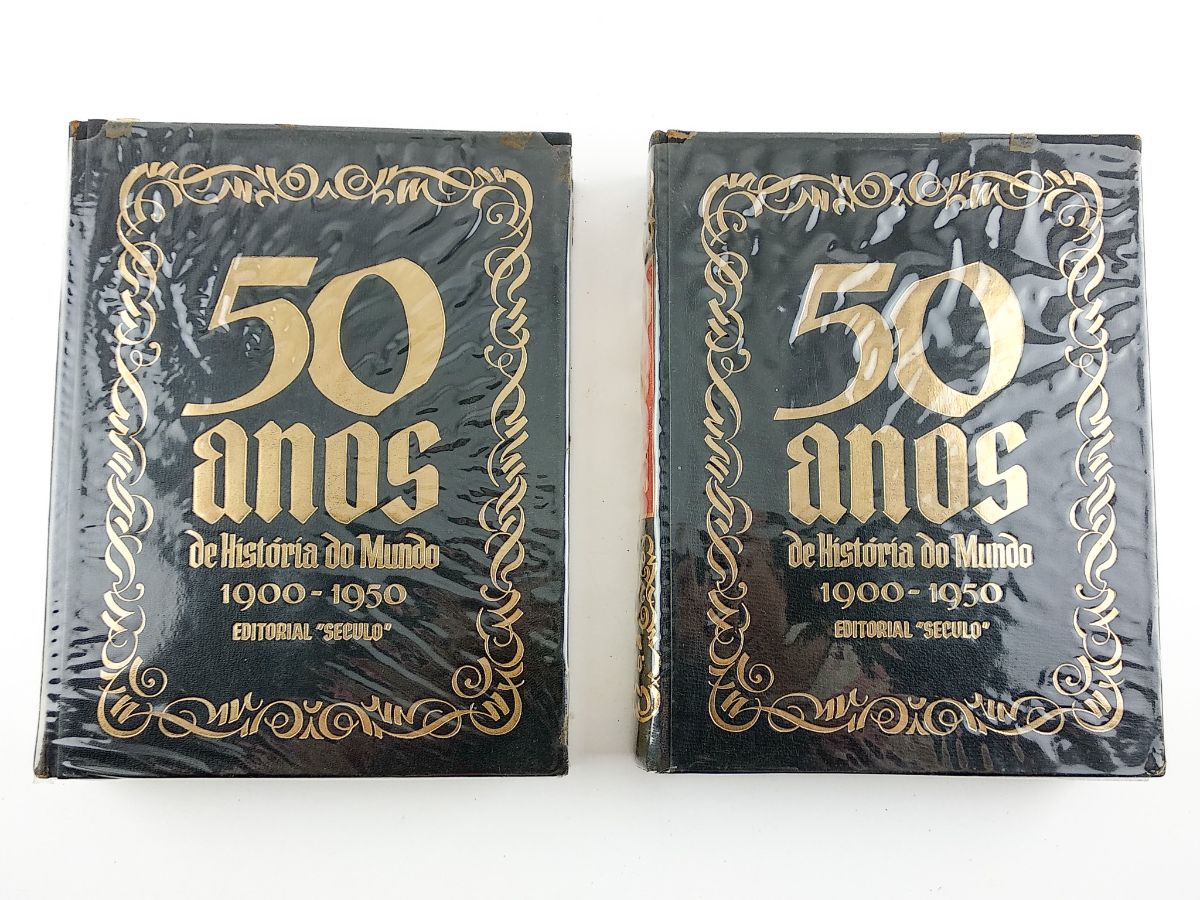 50
anos
de História do Mundo
1900-1950
EDITORIAL "SECULO"
50
anos
de História do Mundo
1900-1950
EDITORIAL "SECULO"